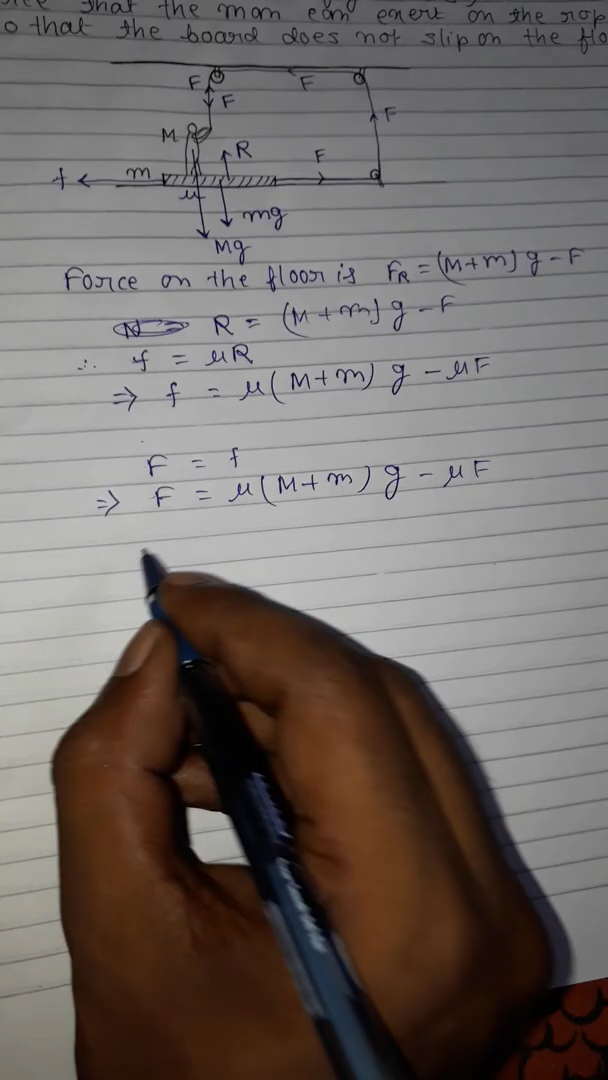 that the man can exert on the rop
o that the board does not slip on the flo
F F
F
F
M R F
f m
μ mg
Mg
Force on the floor is F_R = (M+m) g - F
R = (M+m) g - F
∴ f = μR
⇒ f = μ(M+m) g - μF
F = f
⇒ F = μ(M+m) g - μF